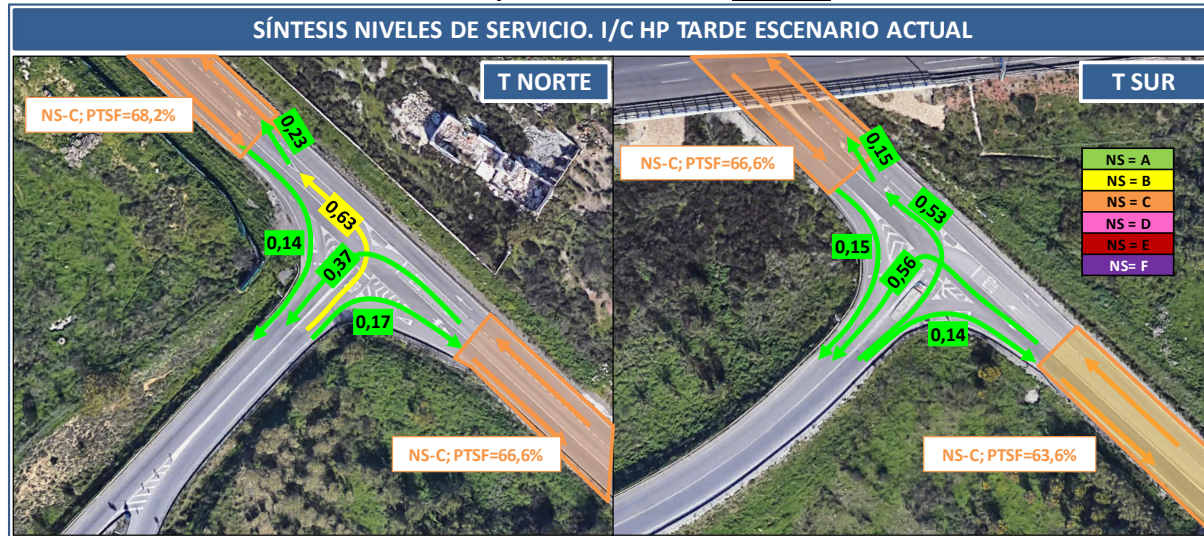 SÍNTESIS NIVELES DE SERVICIO. I/C HP TARDE ESCENARIO ACTUAL
T NORTE
NS-C; PTSF=68,2%
0,23
0,63
0,14
0,37
0,17
NS-C; PTSF=66,6%
T SUR
NS-C; PTSF=66,6%
0,15
0,53
0,15
0,56
0,14
NS-C; PTSF=63,6%
NS = A
NS = B
NS = C
NS = D
NS = E
NS= F